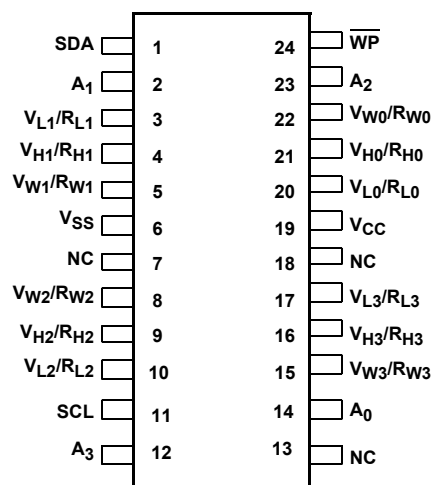 SDA 1 24 W̅P̅
A1 2 23 A2
VL1/RL1 3 22 VW0/RW0
VH1/RH1 4 21 VH0/RH0
VW1/RW1 5 20 VL0/RL0
VSS 6 19 VCC
NC 7 18 NC
VW2/RW2 8 17 VL3/RL3
VH2/RH2 9 16 VH3/RH3
VL2/RL2 10 15 VW3/RW3
SCL 11 14 A0
A3 12 13 NC